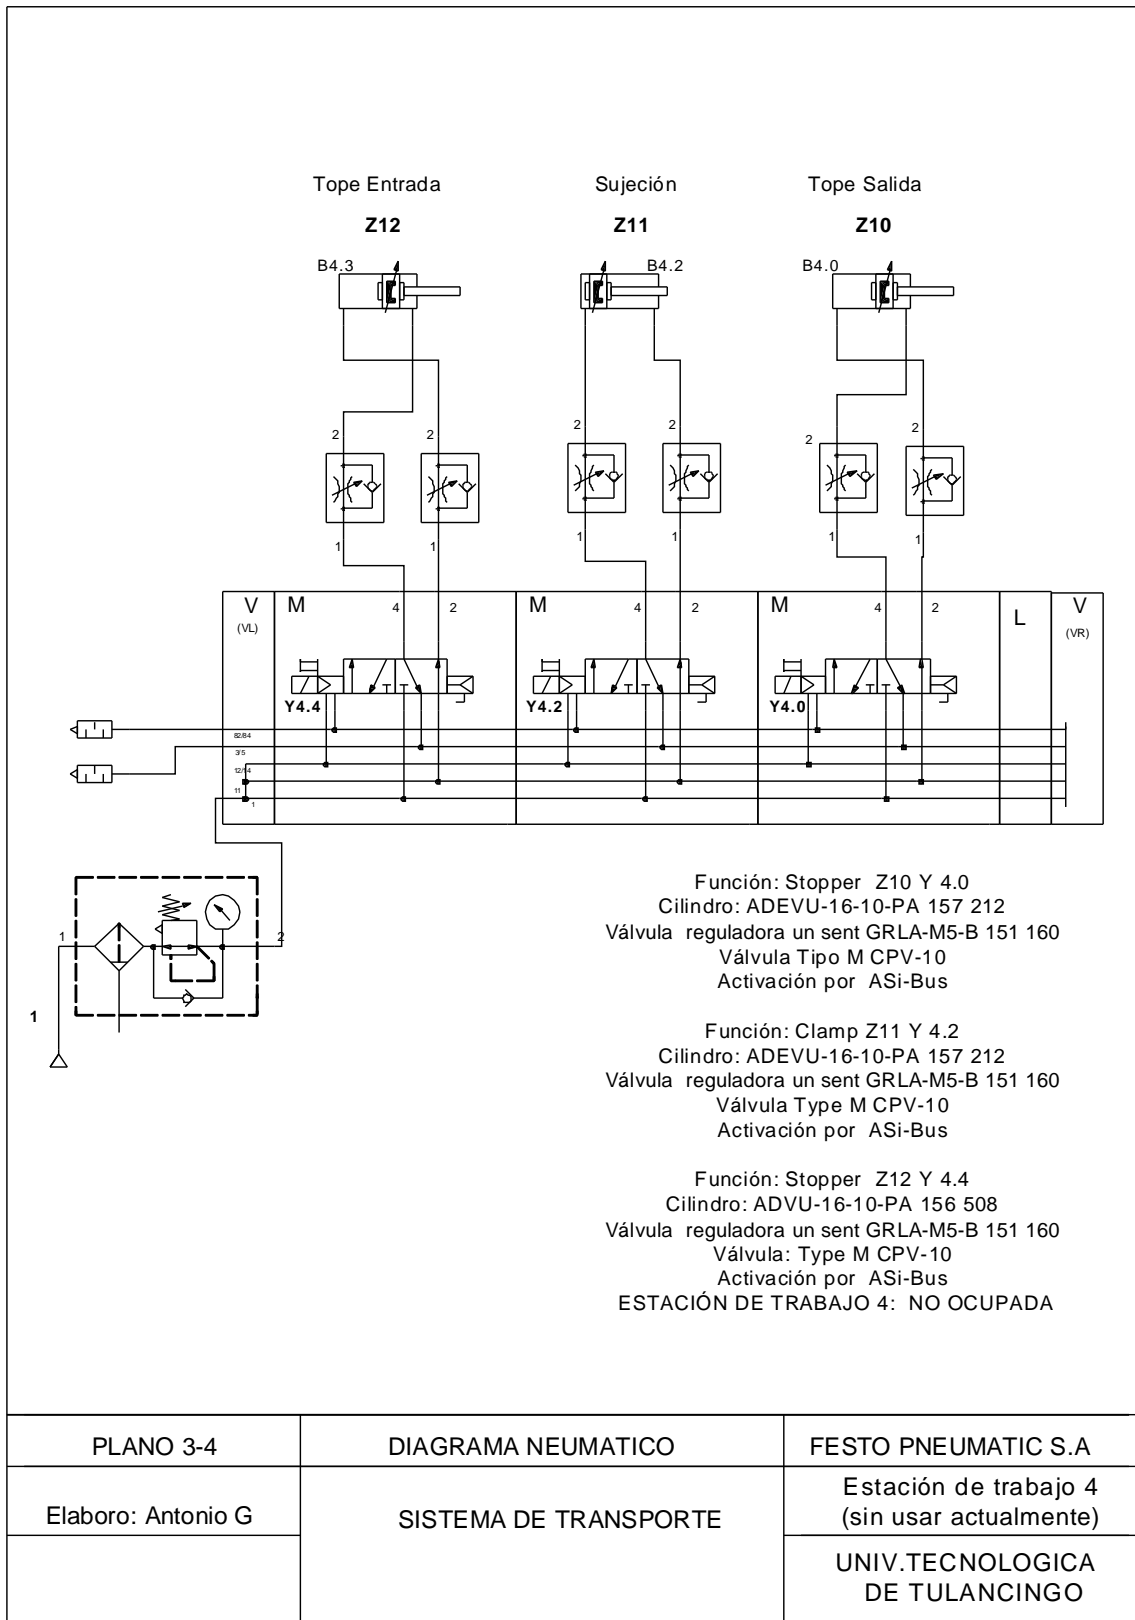 Tope Entrada
Sujeción
Tope Salida
Z12
Z11
Z10
B4.3
B4.2
B4.0
2
2
2
2
2
2
1
1
1
1
1
1
V
(VL)
M
4
2
M
4
2
M
4
2
L
V
(VR)
Y4.4
Y4.2
Y4.0
82/84
3/5
12/14
11
1
1
2
1
Función: Stopper Z10 Y 4.0
Cilindro: ADEVU-16-10-PA 157 212
Válvula reguladora un sent GRLA-M5-B 151 160
Válvula Tipo M CPV-10
Activación por ASi-Bus
Función: Clamp Z11 Y 4.2
Cilindro: ADEVU-16-10-PA 157 212
Válvula reguladora un sent GRLA-M5-B 151 160
Válvula Type M CPV-10
Activación por ASi-Bus
Función: Stopper Z12 Y 4.4
Cilindro: ADVU-16-10-PA 156 508
Válvula reguladora un sent GRLA-M5-B 151 160
Válvula: Type M CPV-10
Activación por ASi-Bus
ESTACIÓN DE TRABAJO 4: NO OCUPADA
PLANO 3-4
DIAGRAMA NEUMATICO
FESTO PNEUMATIC S.A
Elaboro: Antonio G
SISTEMA DE TRANSPORTE
Estación de trabajo 4
(sin usar actualmente)
UNIV.TECNOLOGICA
DE TULANCINGO